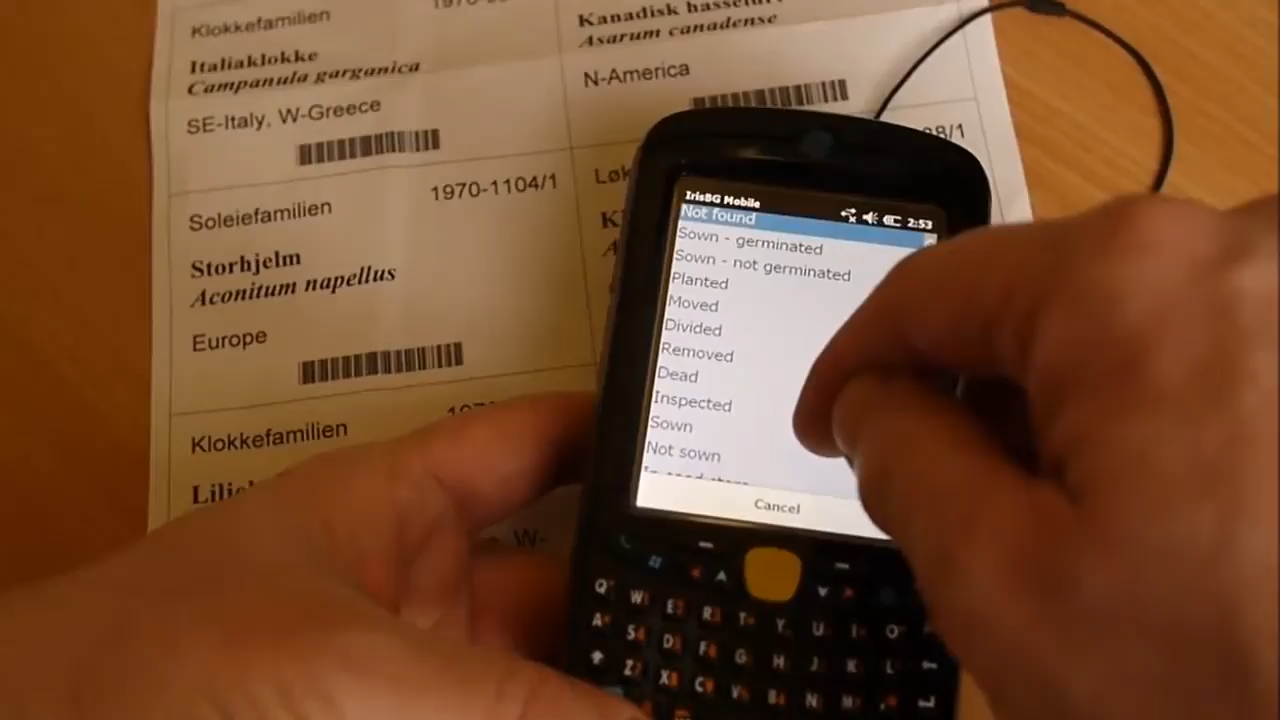 Klokkefamilien
Italiaklokke
Campanula garganica
SE-Italy, W-Greece
Kanadisk
Asarum canadense
N-America
Soleiefamilien
1970-1104/1
Storhjelm
Aconitum napellus
Europe
Klokkefamilien
W-
IrisBG Mobile
2:53
Not found
Sown - germinated
Sown - not germinated
Planted
Moved
Divided
Removed
Dead
Inspected
Sown
Not sown
Cancel
Q W E R T Y U I O
A S D F G H J K L
Z X C V B N M